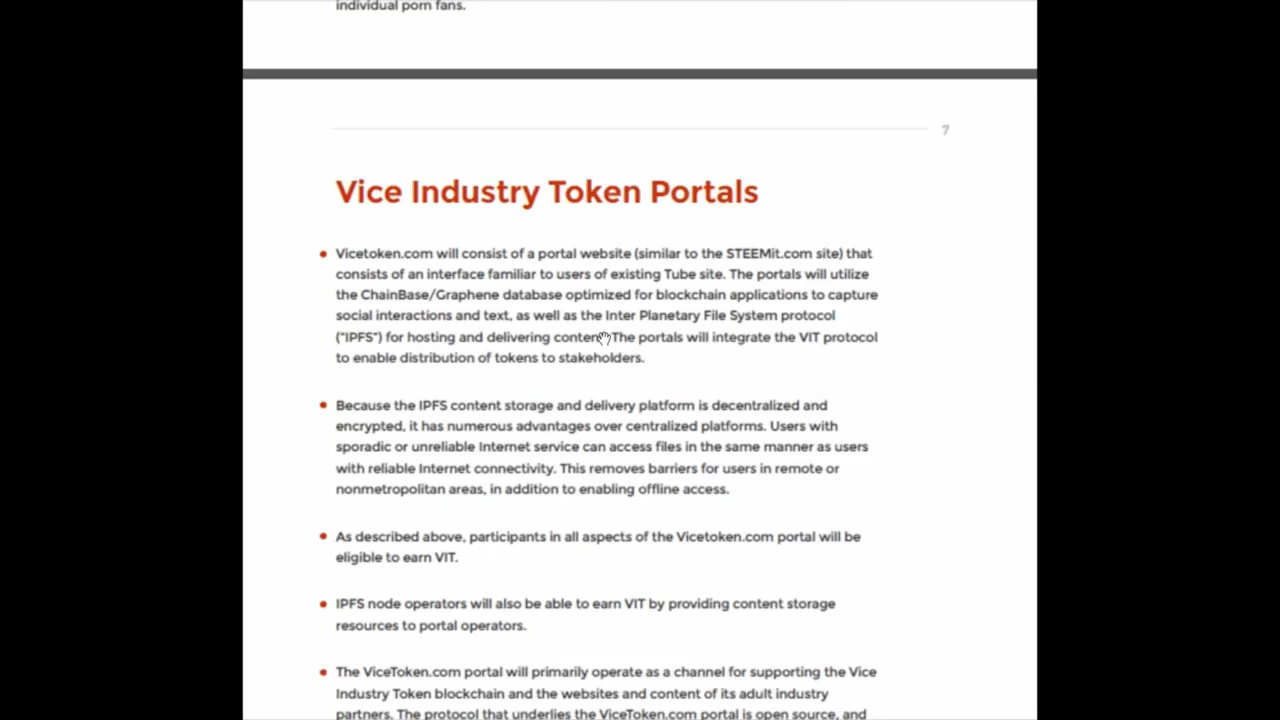 individual porn fans.
7
Vice Industry Token Portals
Vicetoken.com will consist of a portal website (similar to the STEEMit.com site) that
consists of an interface familiar to users of existing Tube site. The portals will utilize
the ChainBase/Graphene database optimized for blockchain applications to capture
social interactions and text, as well as the Inter Planetary File System protocol
("IPFS") for hosting and delivering content. The portals will integrate the VIT protocol
to enable distribution of tokens to stakeholders.
Because the IPFS content storage and delivery platform is decentralized and
encrypted, it has numerous advantages over centralized platforms. Users with
sporadic or unreliable Internet service can access files in the same manner as users
with reliable Internet connectivity. This removes barriers for users in remote or
nonmetropolitan areas, in addition to enabling offline access.
As described above, participants in all aspects of the Vicetoken.com portal will be
eligible to earn VIT.
IPFS node operators will also be able to earn VIT by providing content storage
resources to portal operators.
The ViceToken.com portal will primarily operate as a channel for supporting the Vice
Industry Token blockchain and the websites and content of its adult industry
partners. The protocol that underlies the ViceToken.com portal is open source, and